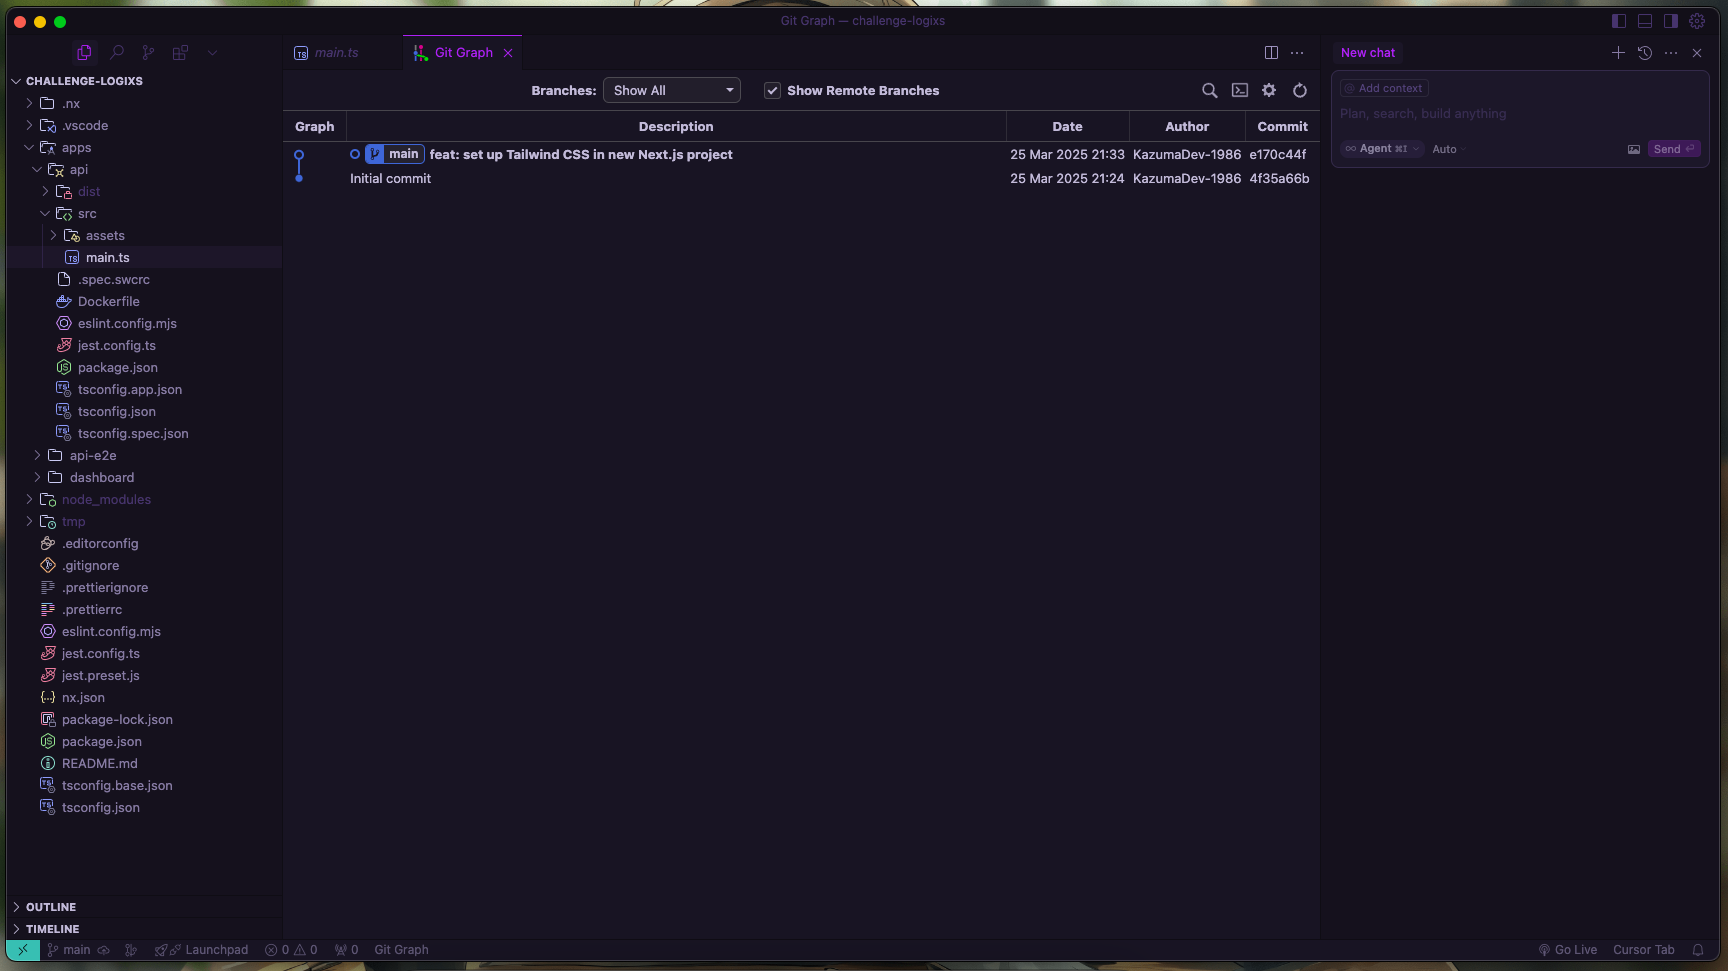 Git Graph — challenge-logixs
main.ts
Git Graph
New chat
CHALLENGE-LOGIXS
.nx
.vscode
apps
api
dist
src
assets
main.ts
.spec.swcrc
Dockerfile
eslint.config.mjs
jest.config.ts
package.json
tsconfig.app.json
tsconfig.json
tsconfig.spec.json
api-e2e
dashboard
node_modules
tmp
.editorconfig
.gitignore
.prettierignore
.prettierrc
eslint.config.mjs
jest.config.ts
jest.preset.js
nx.json
package-lock.json
package.json
README.md
tsconfig.base.json
tsconfig.json
OUTLINE
TIMELINE
Branches: Show All Show Remote Branches
Graph Description Date Author Commit
main feat: set up Tailwind CSS in new Next.js project 25 Mar 2025 21:33 KazumaDev-1986 e170c44f
Initial commit 25 Mar 2025 21:24 KazumaDev-1986 4f35a66b
@ Add context
Plan, search, build anything
∞ Agent ⌘I Auto Send ⏎
main Launchpad 0 0 0 Git Graph Go Live Cursor Tab